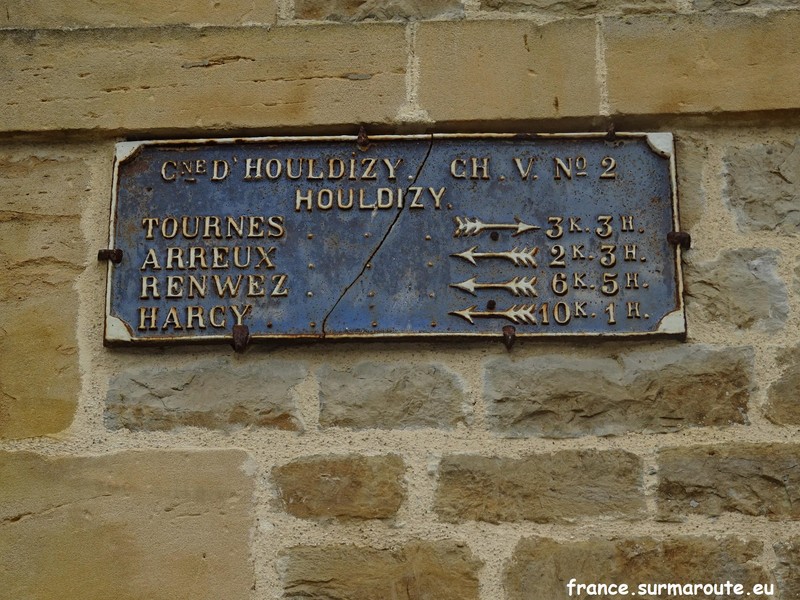 CNE D'HOULDIZY. CH. V. NO 2
HOULDIZY.
TOURNES 3K.3H.
ARREUX 2K.3H.
RENWEZ 6K.5H.
HARCY 10K.1H.
france.surmaroute.eu